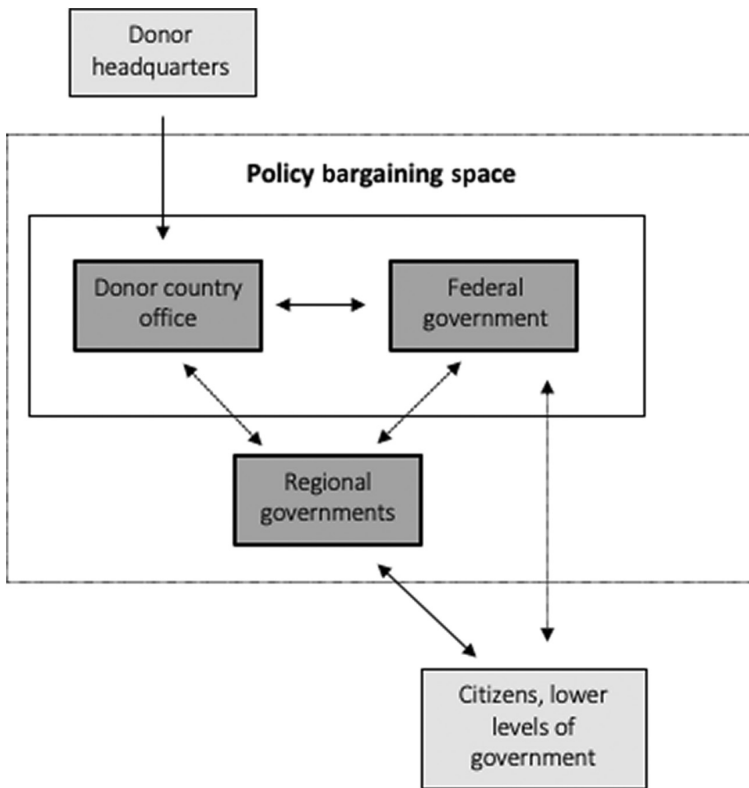 Donor
headquarters
Policy bargaining space
Donor country
office
Federal
government
Regional
governments
Citizens, lower
levels of
government